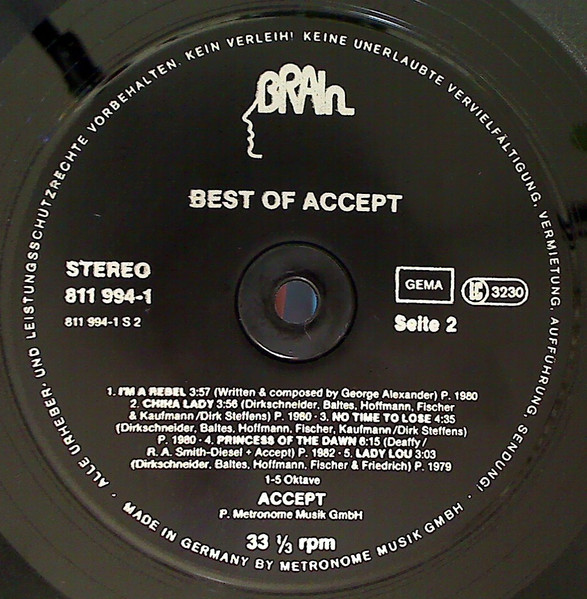 ALLE URHEBER- UND LEISTUNGSSCHUTZRECHTE VORBEHALTEN. KEIN VERLEIH! KEINE UNERLAUBTE VERVIELFÄLTIGUNG, VERMIETUNG, AUFFÜHRUNG, SENDUNG!
BRAIn
BEST OF ACCEPT
STEREO
811 994-1
811 994-1 S 2
GEMA
LC 3230
Seite 2
1. I'M A REBEL 3:57 (Written & composed by George Alexander) P. 1980
2. CHINA LADY 3:56 (Dirkschneider, Baltes, Hoffmann, Fischer
& Kaufmann/Dirk Steffens) P. 1980 · 3. NO TIME TO LOSE 4:35
(Dirkschneider, Baltes, Hoffmann, Fischer, Kaufmann/Dirk Steffens)
P. 1980 · 4. PRINCESS OF THE DAWN 6:15 (Deaffy/
R. A. Smith-Diesel + Accept) P. 1982 · 5. LADY LOU 3:03
(Dirkschneider, Baltes, Hoffmann, Fischer & Friedrich) P. 1979
1-5 Oktave
ACCEPT
P. Metronome Musik GmbH
33 ⅓ rpm
· MADE IN GERMANY BY METRONOME MUSIK GMBH ·